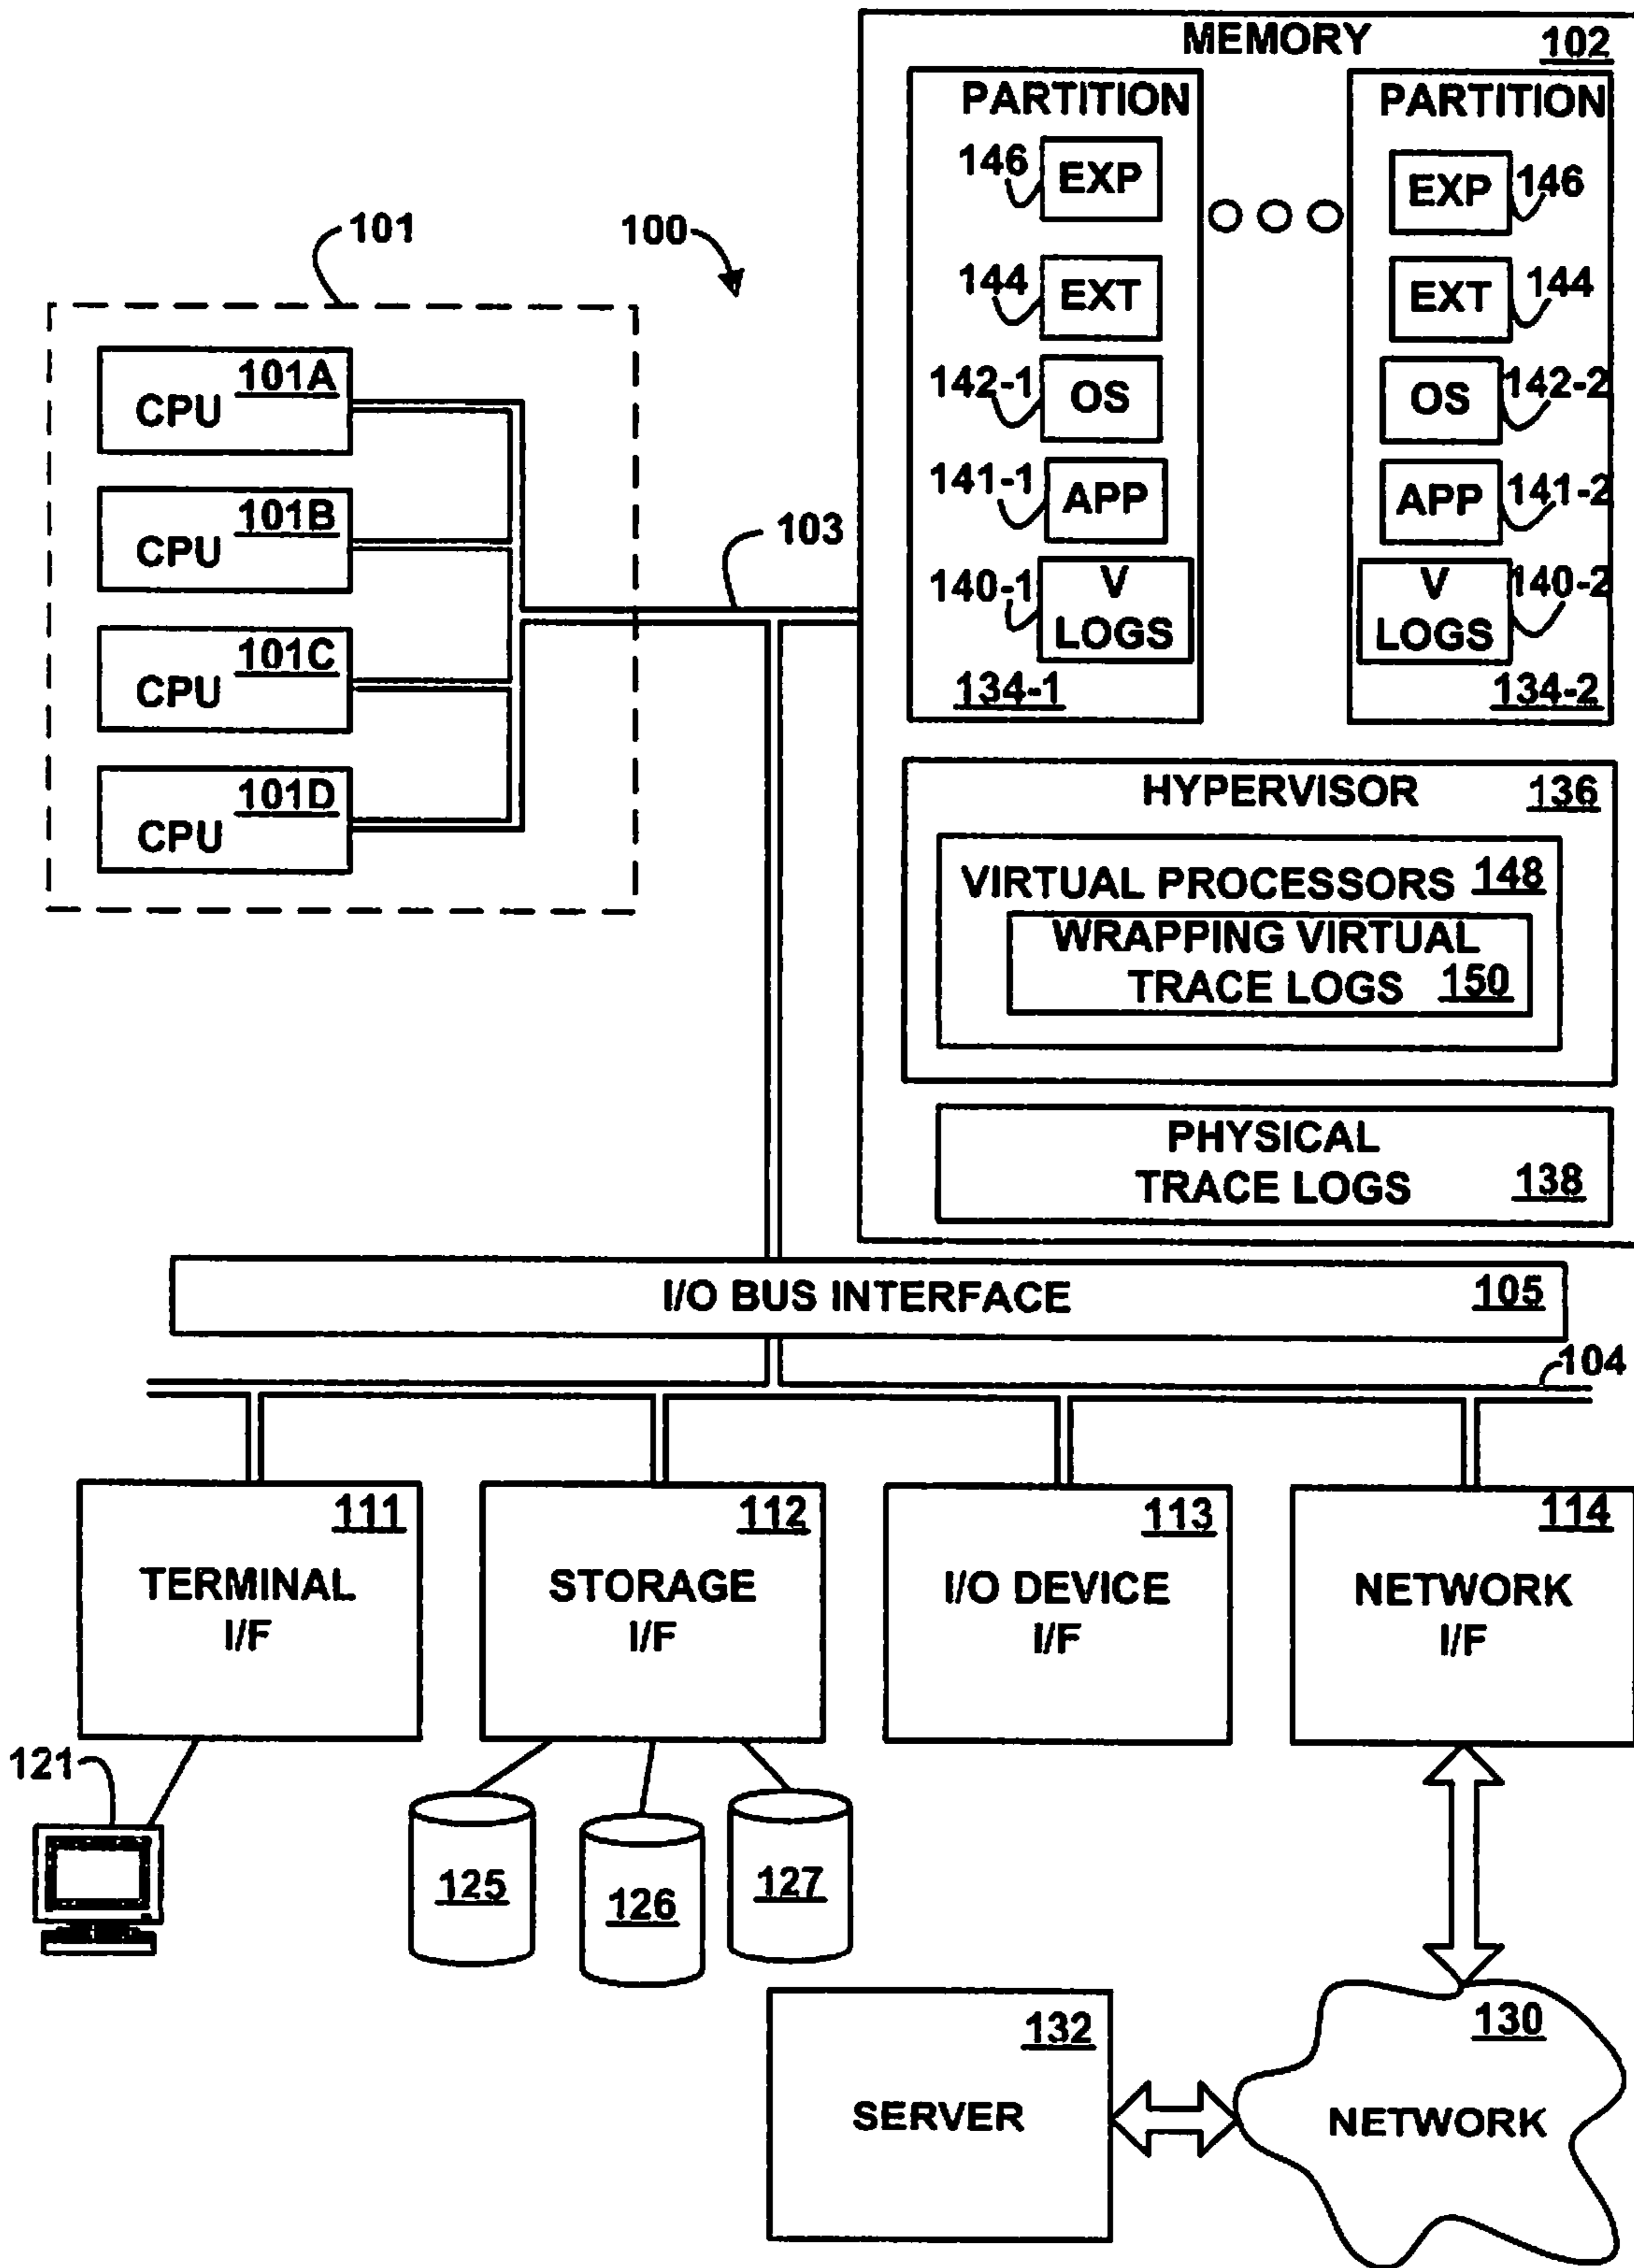 MEMORY 102
PARTITION
146 EXP
144 EXT
142-1 OS
141-1 APP
140-1 V
LOGS
134-1
PARTITION
EXP 146
EXT 144
OS 142-2
APP 141-2
V 140-2
LOGS
134-2
HYPERVISOR 136
VIRTUAL PROCESSORS 148
WRAPPING VIRTUAL
TRACE LOGS 150
PHYSICAL
TRACE LOGS 138
101
100
101A
CPU
101B
CPU
101C
CPU
101D
CPU
103
I/O BUS INTERFACE 105
104
111
TERMINAL
I/F
112
STORAGE
I/F
113
I/O DEVICE
I/F
114
NETWORK
I/F
121
125
126
127
132
SERVER
130
NETWORK